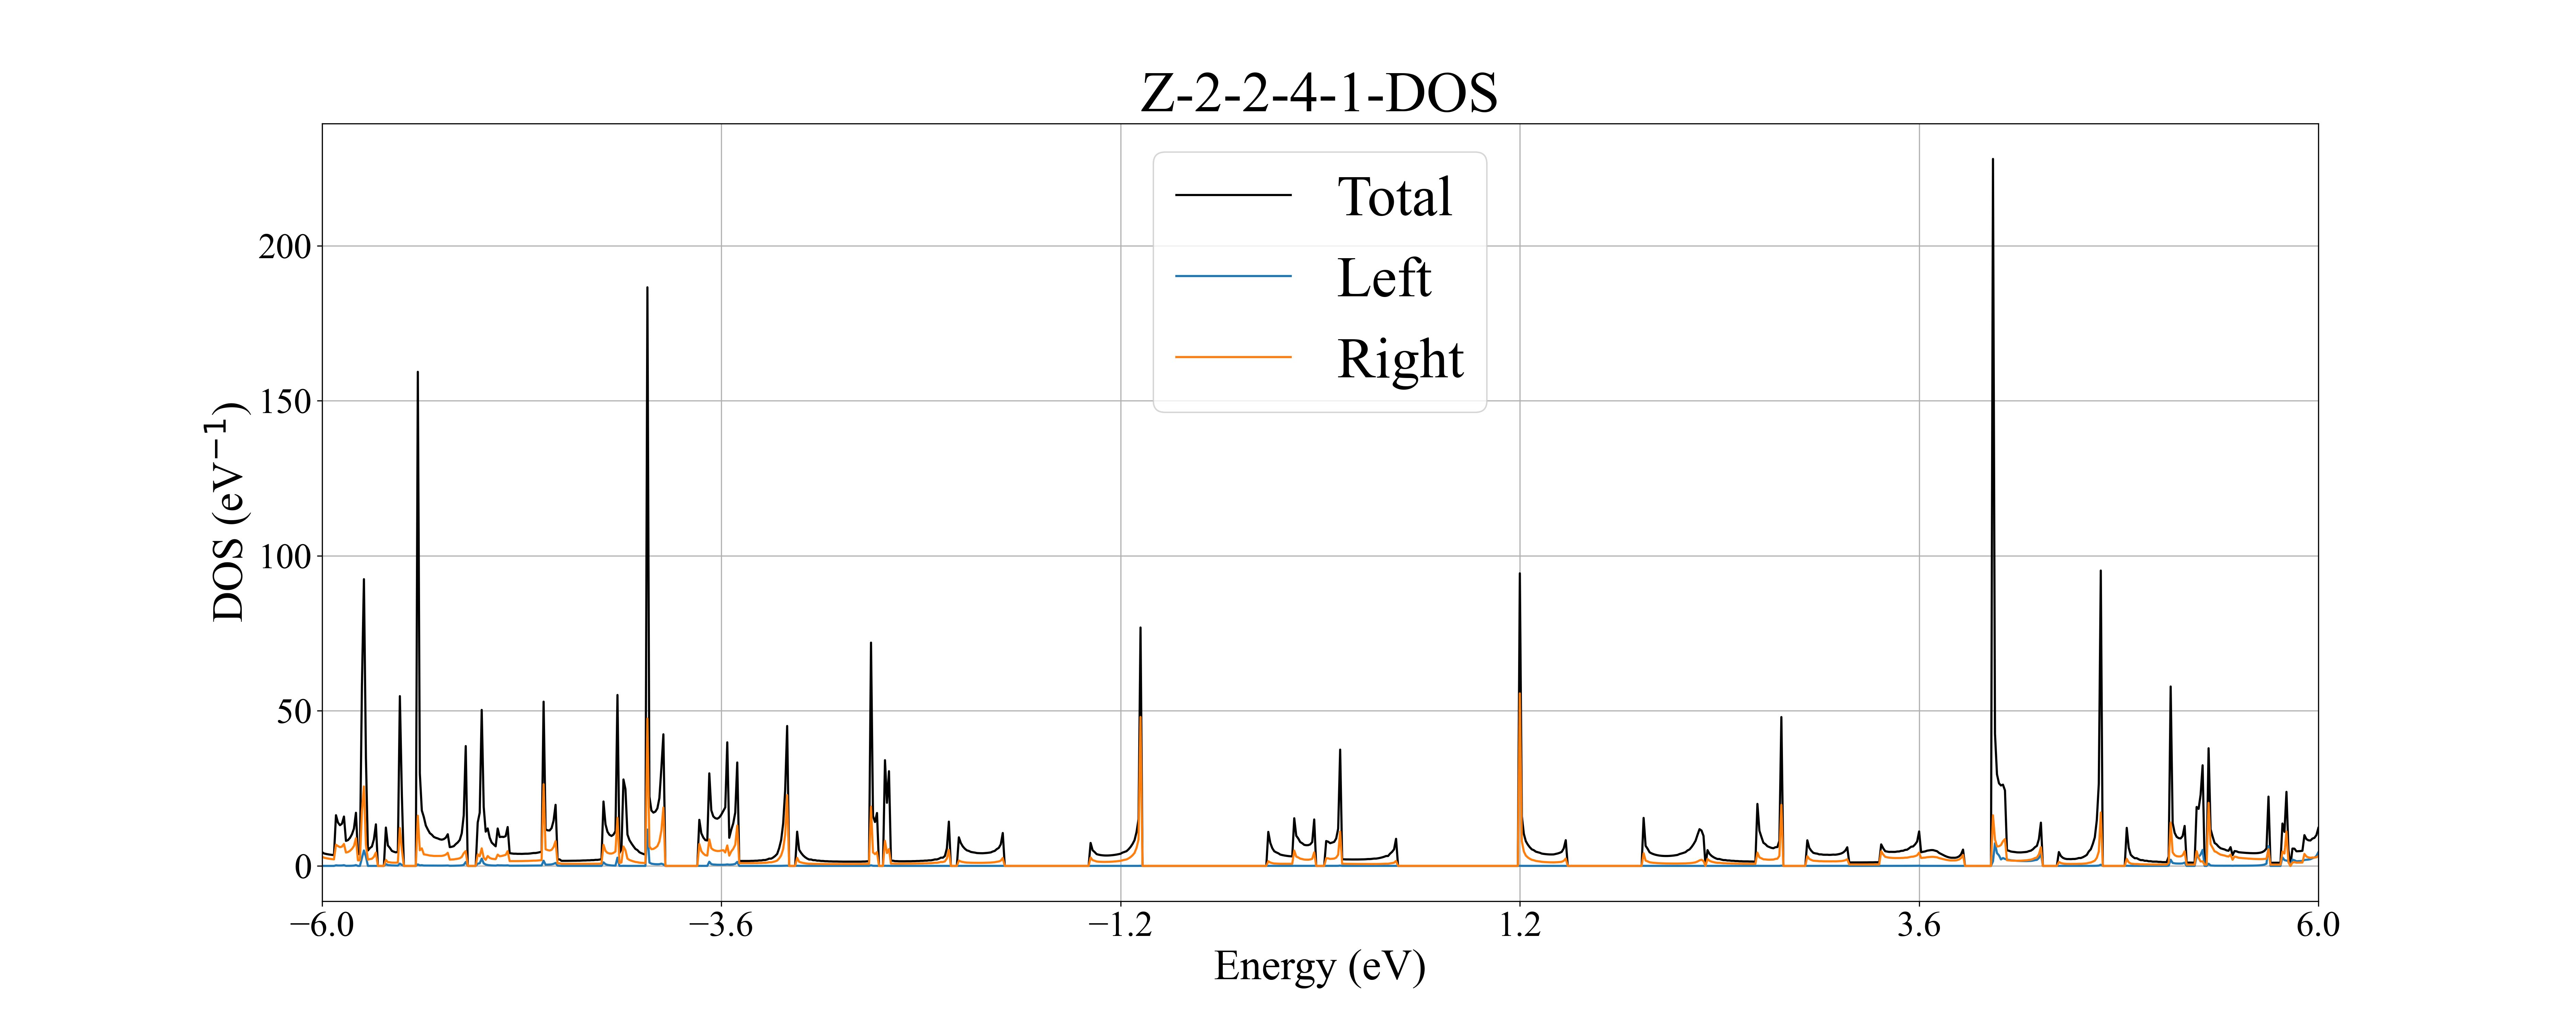 Z-2-2-4-1-DOS
Total
Left
Right
DOS (eV⁻¹)
200
150
100
50
0
−6.0 −3.6 −1.2 1.2 3.6 6.0
Energy (eV)